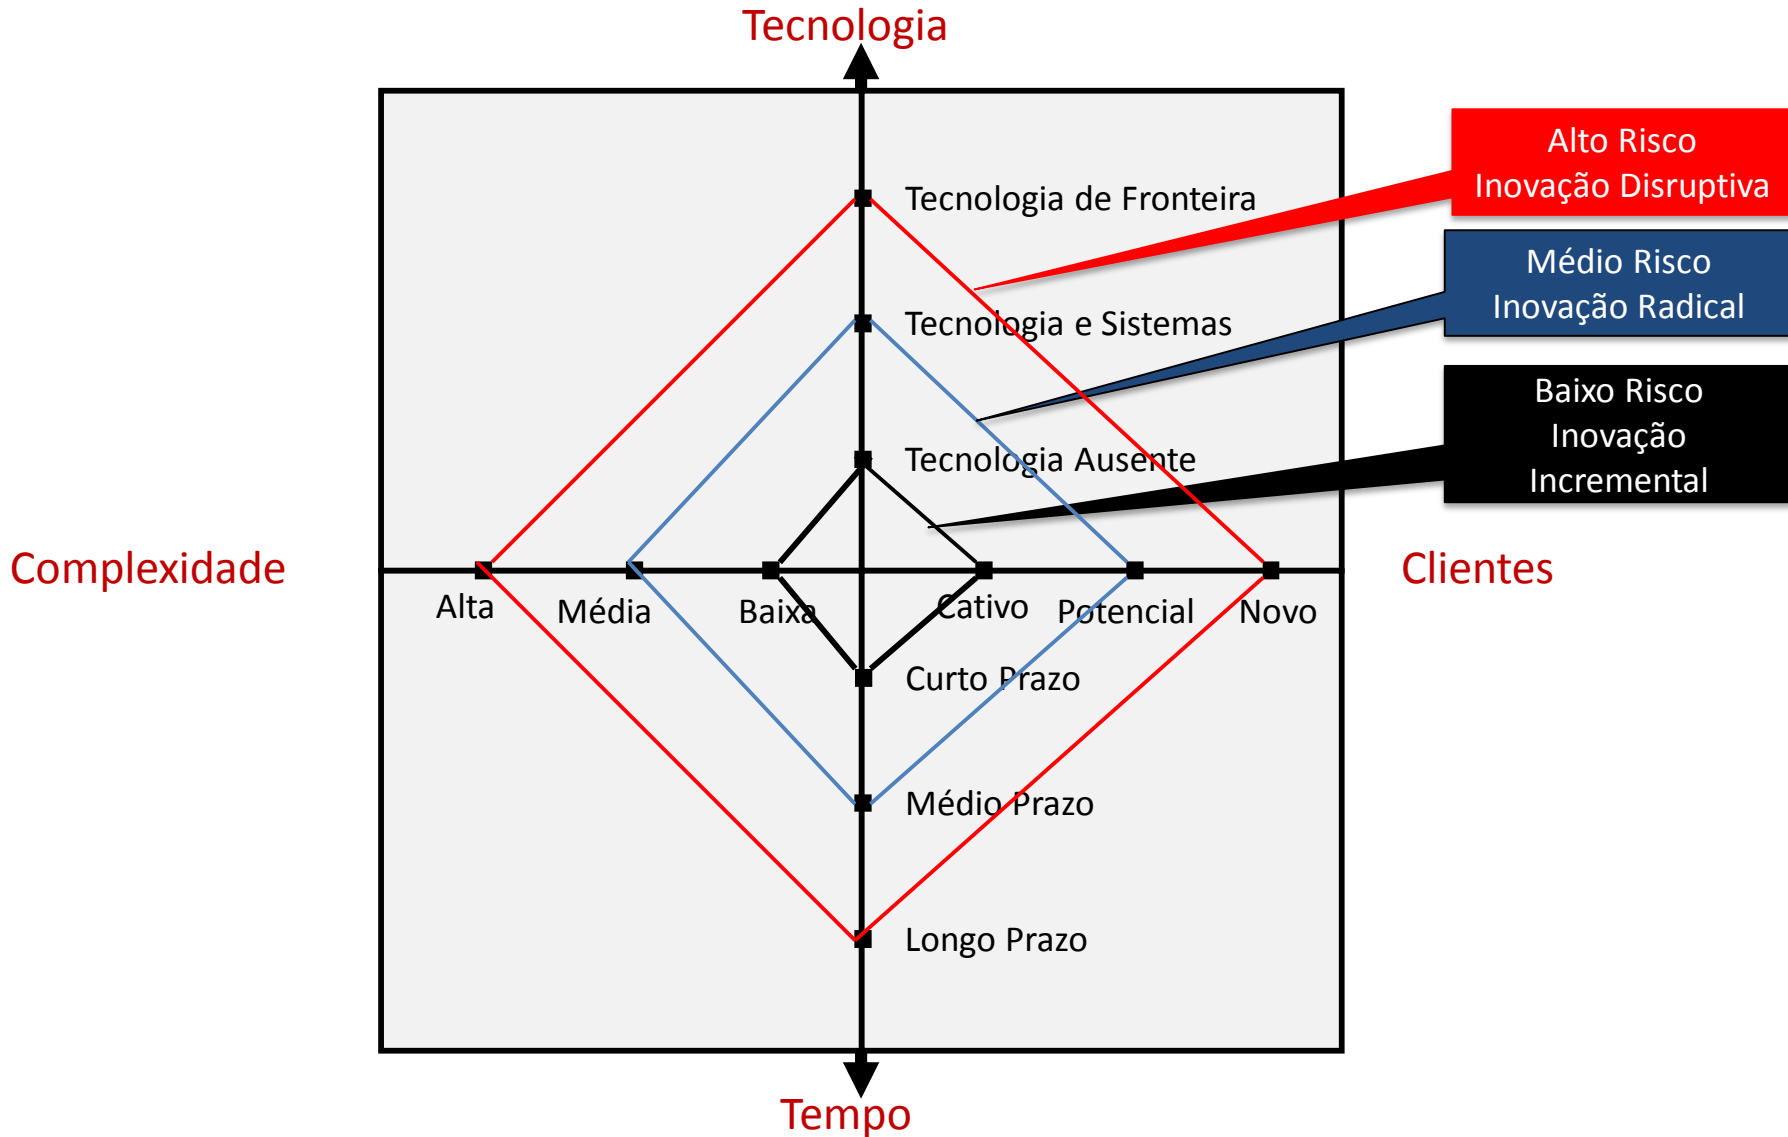 Tecnologia
Alto Risco
Inovação Disruptiva
Tecnologia de Fronteira
Médio Risco
Inovação Radical
Tecnologia e Sistemas
Baixo Risco
Inovação
Incremental
Tecnologia Ausente
Complexidade
Clientes
Alta
Média
Baixa
Cativo
Potencial
Novo
Curto Prazo
Médio Prazo
Longo Prazo
Tempo